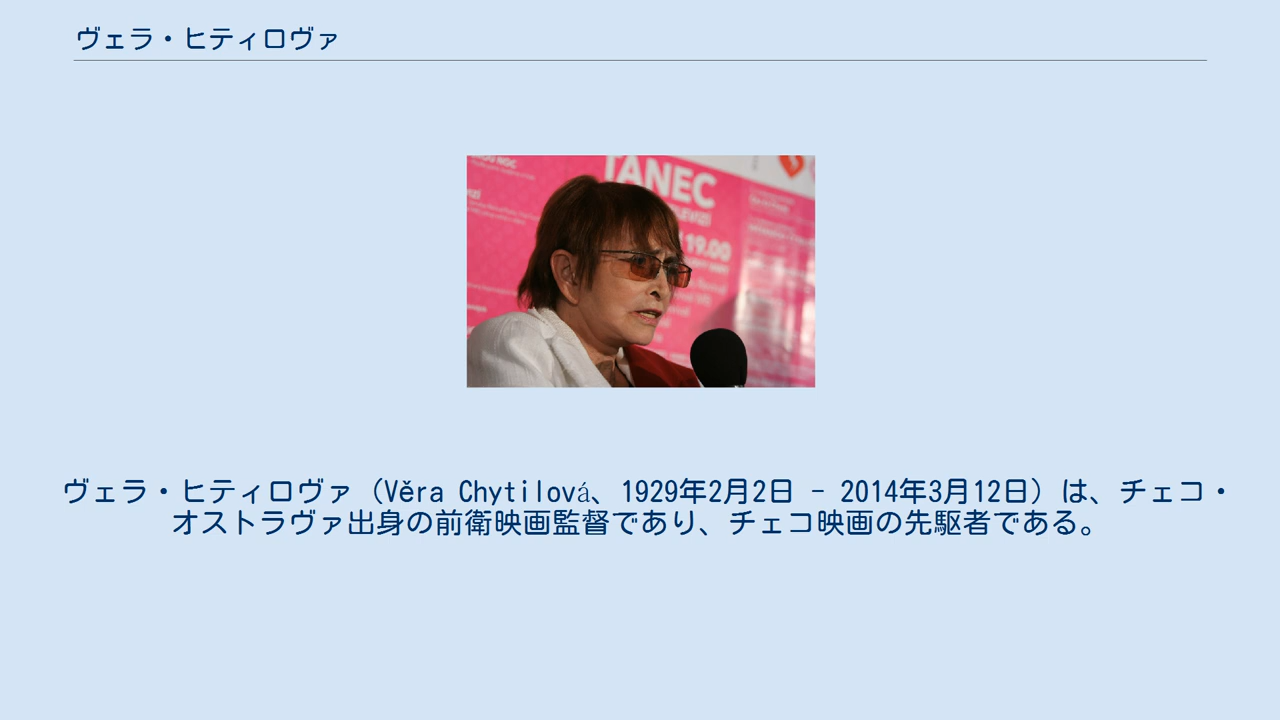 ヴェラ・ヒティロヴァ
TANEC
19.00
ヴェラ・ヒティロヴァ（Věra Chytilová、1929年2月2日 - 2014年3月12日）は、チェコ・
オストラヴァ出身の前衛映画監督であり、チェコ映画の先駆者である。